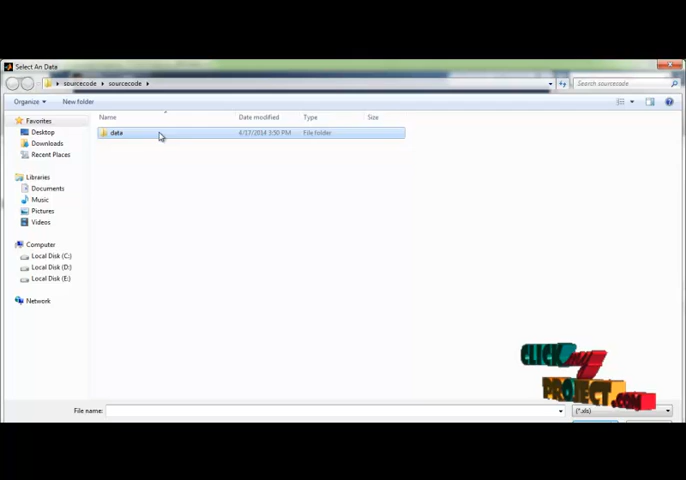 Select An Data
sourcecode ▸ sourcecode ▸
Search sourcecode
Organize ▾ New folder
Name Date modified Type Size
data 4/17/2014 3:50 PM File folder
Favorites
Desktop
Downloads
Recent Places
Libraries
Documents
Music
Pictures
Videos
Computer
Local Disk (C:)
Local Disk (D:)
Local Disk (E:)
Network
CLICK MY
PROJECT.COM
File name: (*.xls)